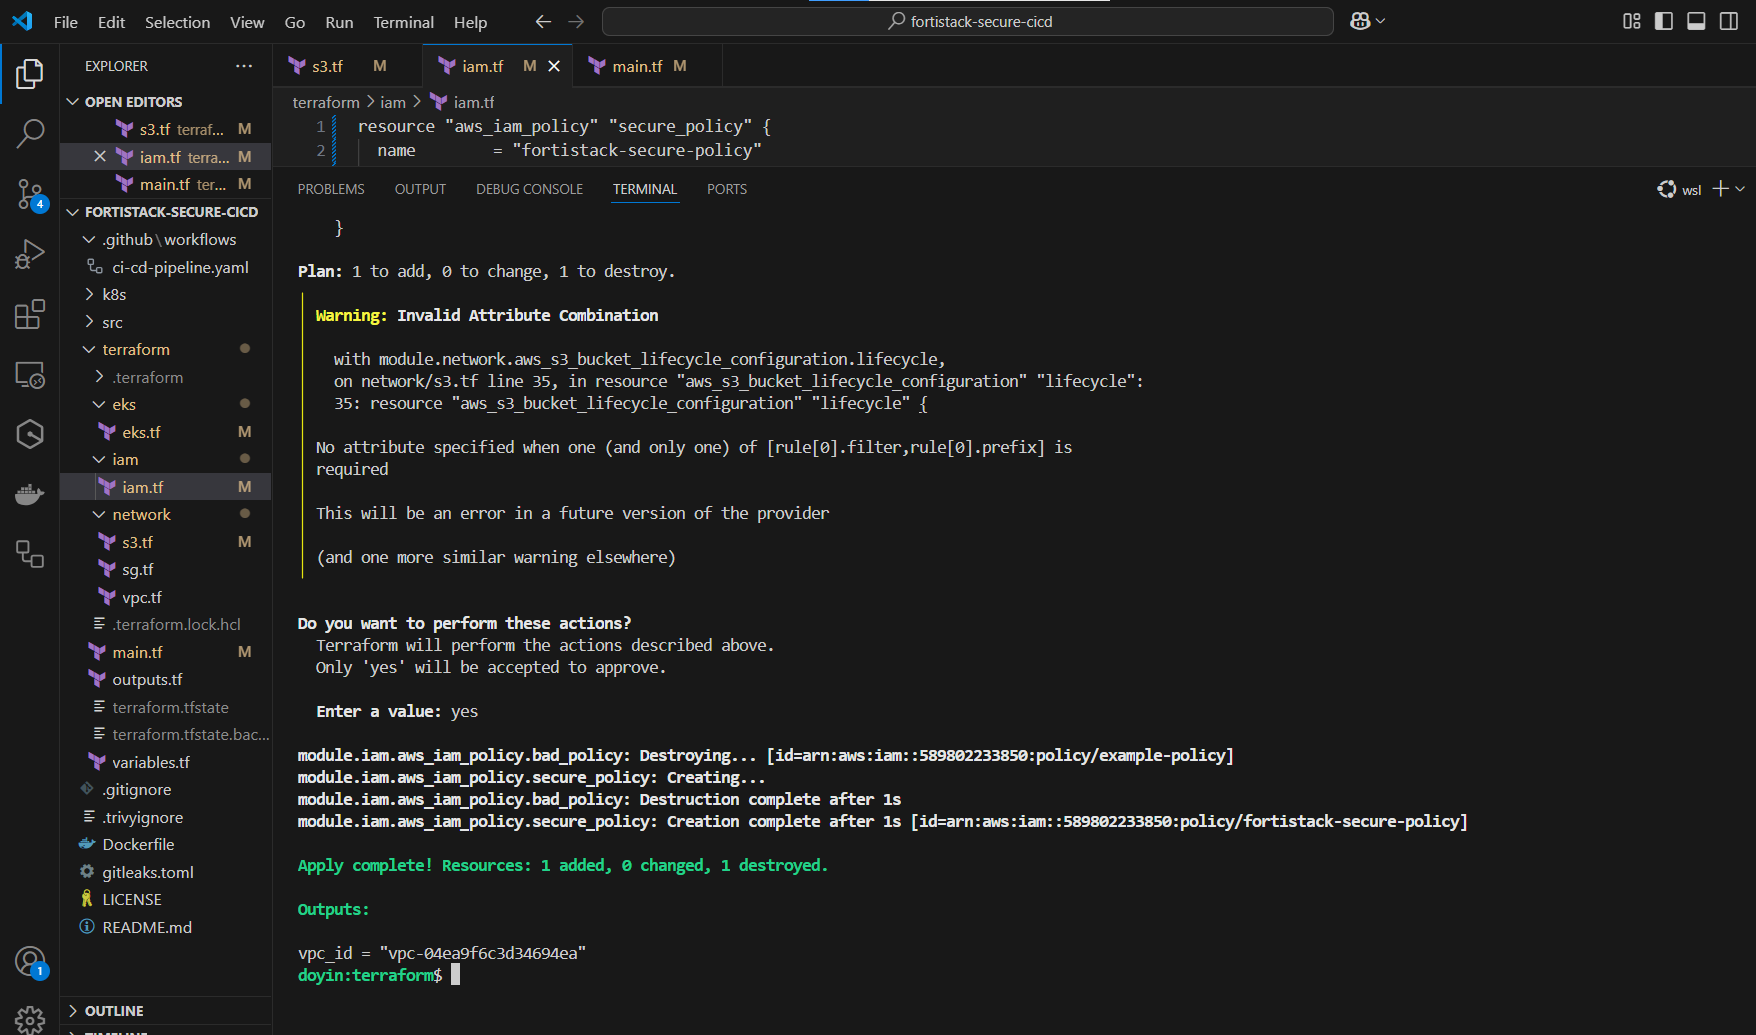 File Edit Selection View Go Run Terminal Help
fortistack-secure-cicd
EXPLORER
s3.tf M
iam.tf M
main.tf M
OPEN EDITORS
s3.tf terraf... M
iam.tf terra... M
main.tf ter... M
FORTISTACK-SECURE-CICD
.github\workflows
ci-cd-pipeline.yaml
k8s
src
terraform
.terraform
eks
eks.tf M
iam
iam.tf M
network
s3.tf M
sg.tf
vpc.tf
.terraform.lock.hcl
main.tf M
outputs.tf
terraform.tfstate
terraform.tfstate.bac...
variables.tf
.gitignore
.trivyignore
Dockerfile
gitleaks.toml
LICENSE
README.md
OUTLINE
TIMELINE
4
1
terraform > iam > iam.tf
1 resource "aws_iam_policy" "secure_policy" {
2 name = "fortistack-secure-policy"
PROBLEMS OUTPUT DEBUG CONSOLE TERMINAL PORTS
wsl
}
Plan: 1 to add, 0 to change, 1 to destroy.
Warning: Invalid Attribute Combination
with module.network.aws_s3_bucket_lifecycle_configuration.lifecycle,
on network/s3.tf line 35, in resource "aws_s3_bucket_lifecycle_configuration" "lifecycle":
35: resource "aws_s3_bucket_lifecycle_configuration" "lifecycle" {
No attribute specified when one (and only one) of [rule[0].filter,rule[0].prefix] is
required
This will be an error in a future version of the provider
(and one more similar warning elsewhere)
Do you want to perform these actions?
Terraform will perform the actions described above.
Only 'yes' will be accepted to approve.
Enter a value: yes
module.iam.aws_iam_policy.bad_policy: Destroying... [id=arn:aws:iam::589802233850:policy/example-policy]
module.iam.aws_iam_policy.secure_policy: Creating...
module.iam.aws_iam_policy.bad_policy: Destruction complete after 1s
module.iam.aws_iam_policy.secure_policy: Creation complete after 1s [id=arn:aws:iam::589802233850:policy/fortistack-secure-policy]
Apply complete! Resources: 1 added, 0 changed, 1 destroyed.
Outputs:
vpc_id = "vpc-04ea9f6c3d34694ea"
doyin:terraform$